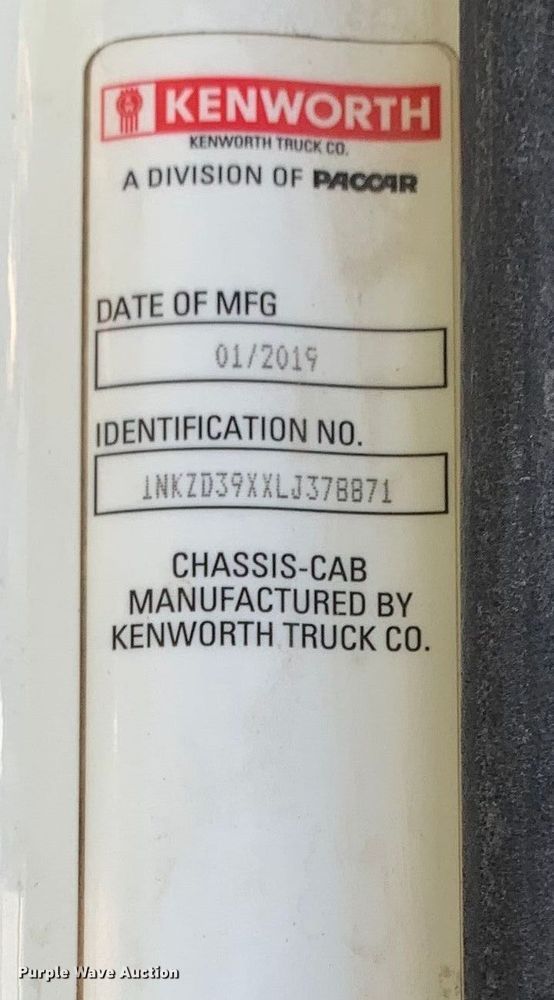 KENWORTH
KENWORTH TRUCK CO.
A DIVISION OF PACCAR
DATE OF MFG
01/2019
IDENTIFICATION NO.
1NKZD39XXLJ378871
CHASSIS-CAB
MANUFACTURED BY
KENWORTH TRUCK CO.
Purple Wave Auction